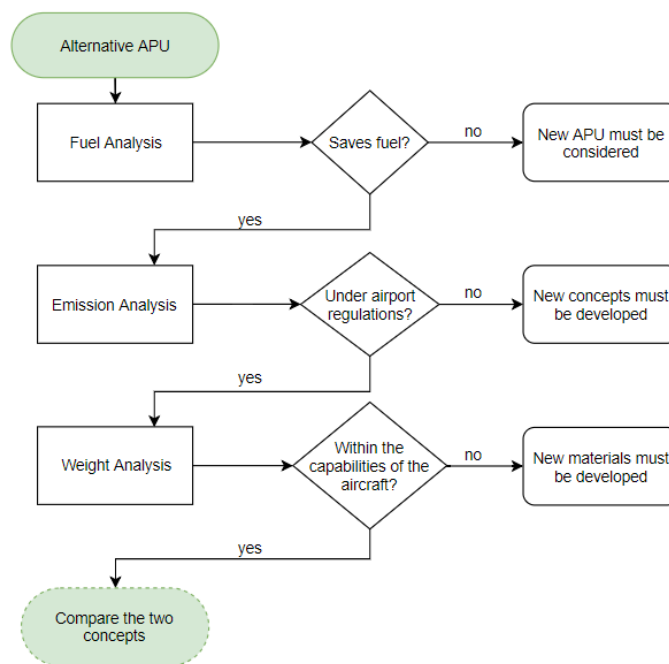 Alternative APU
Fuel Analysis
Saves fuel?
no
New APU must be
considered
yes
Emission Analysis
Under airport
regulations?
no
New concepts must
be developed
yes
Weight Analysis
Within the
capabilities of the
aircraft?
no
New materials must
be developed
yes
Compare the two
concepts